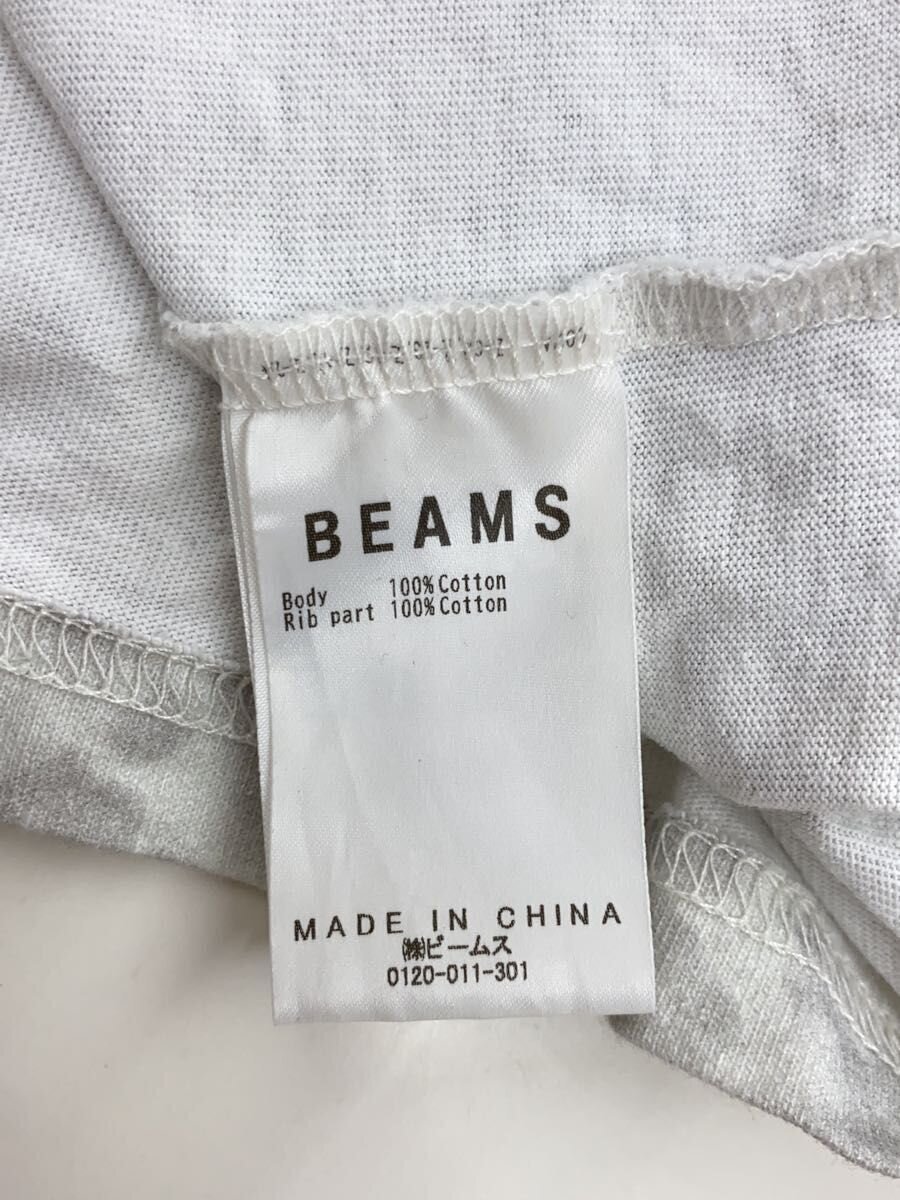 BEAMS
Body 100%Cotton
Rib part 100%Cotton
MADE IN CHINA
㈱ビームス
0120-011-301